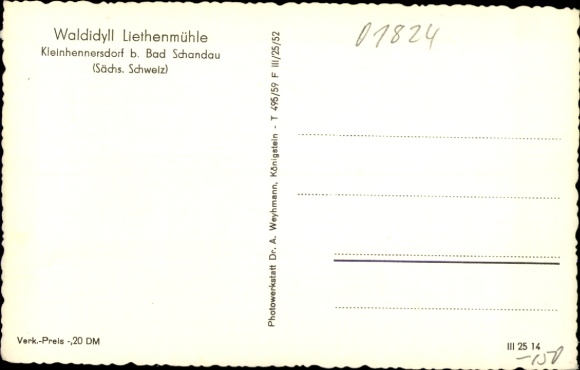 Waldidyll Liethenmühle
Kleinhennersdorf b. Bad Schandau
(Sächs. Schweiz)
01824
Photowerkstatt Dr. A. Weyhmann, Königstein - T 495/59 F III/25/52
Verk.-Preis -,20 DM
III 25 14